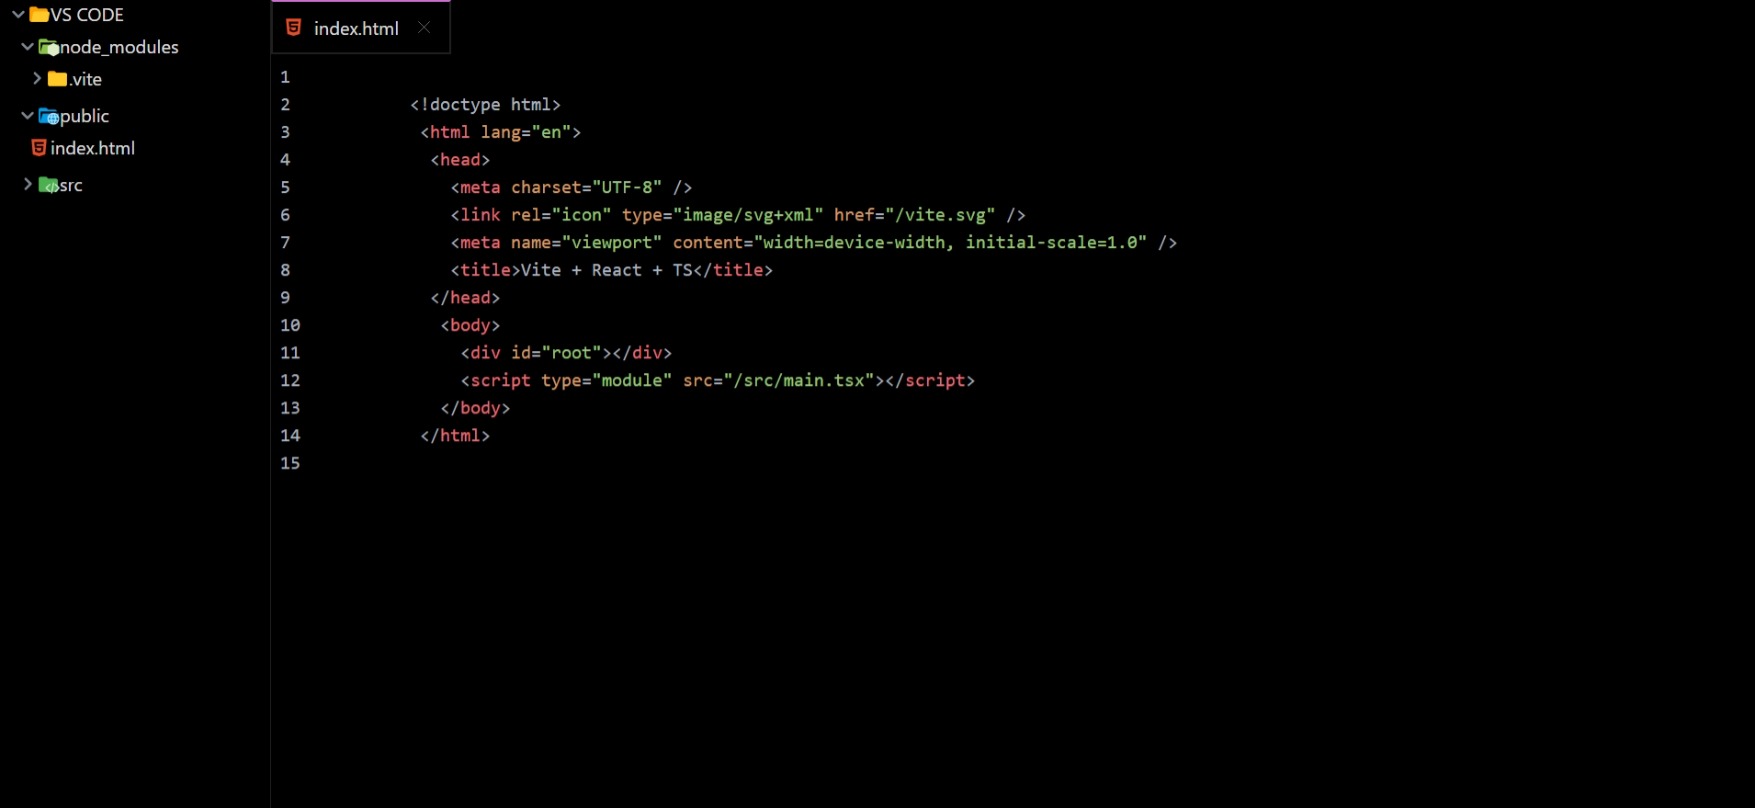 VS CODE
node_modules
.vite
public
index.html
src
index.html
1
2 <!doctype html>
3 <html lang="en">
4 <head>
5 <meta charset="UTF-8" />
6 <link rel="icon" type="image/svg+xml" href="/vite.svg" />
7 <meta name="viewport" content="width=device-width, initial-scale=1.0" />
8 <title>Vite + React + TS</title>
9 </head>
10 <body>
11 <div id="root"></div>
12 <script type="module" src="/src/main.tsx"></script>
13 </body>
14 </html>
15